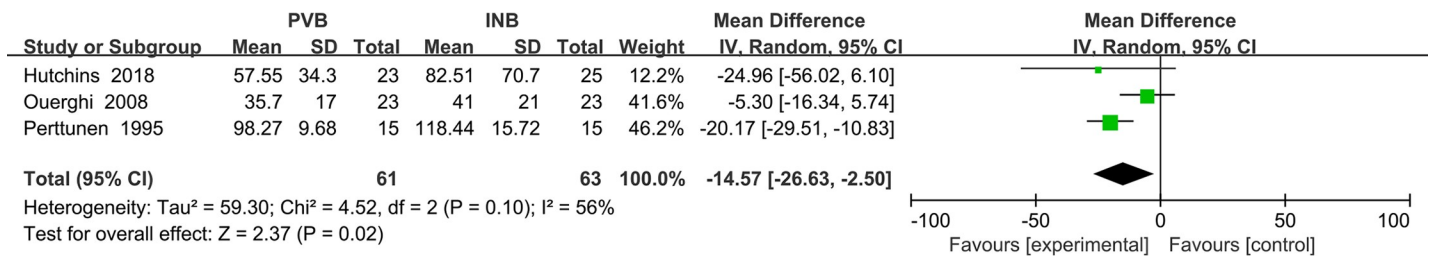 PVB INB Mean Difference Mean Difference
Study or Subgroup Mean SD Total Mean SD Total Weight IV, Random, 95% CI IV, Random, 95% CI
Hutchins 2018 57.55 34.3 23 82.51 70.7 25 12.2% -24.96 [-56.02, 6.10]
Ouerghi 2008 35.7 17 23 41 21 23 41.6% -5.30 [-16.34, 5.74]
Perttunen 1995 98.27 9.68 15 118.44 15.72 15 46.2% -20.17 [-29.51, -10.83]
Total (95% CI) 61 63 100.0% -14.57 [-26.63, -2.50]
Heterogeneity: Tau² = 59.30; Chi² = 4.52, df = 2 (P = 0.10); I² = 56%
Test for overall effect: Z = 2.37 (P = 0.02)
-100 -50 0 50 100
Favours [experimental] Favours [control]